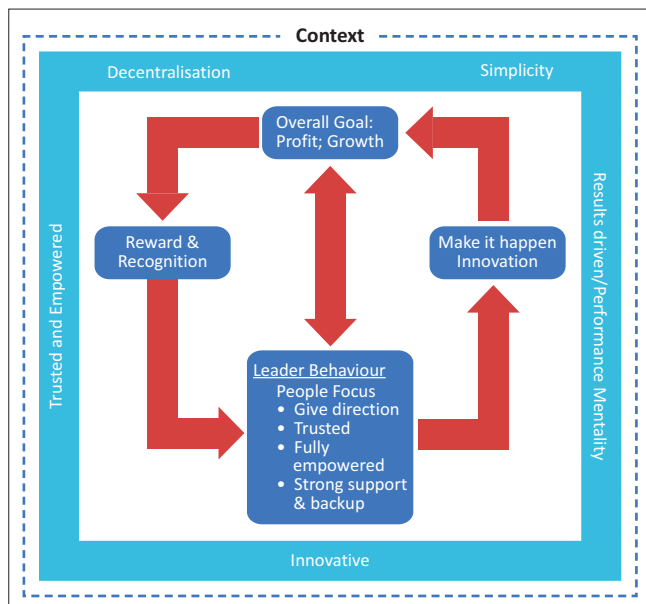 Context
Decentralisation
Simplicity
Overall Goal:
Profit; Growth
Trusted and Empowered
Reward &
Recognition
Make it happen
Innovation
Results driven/Performance Mentality
Leader Behaviour
People Focus
• Give direction
• Trusted
• Fully
empowered
• Strong support
& backup
Innovative